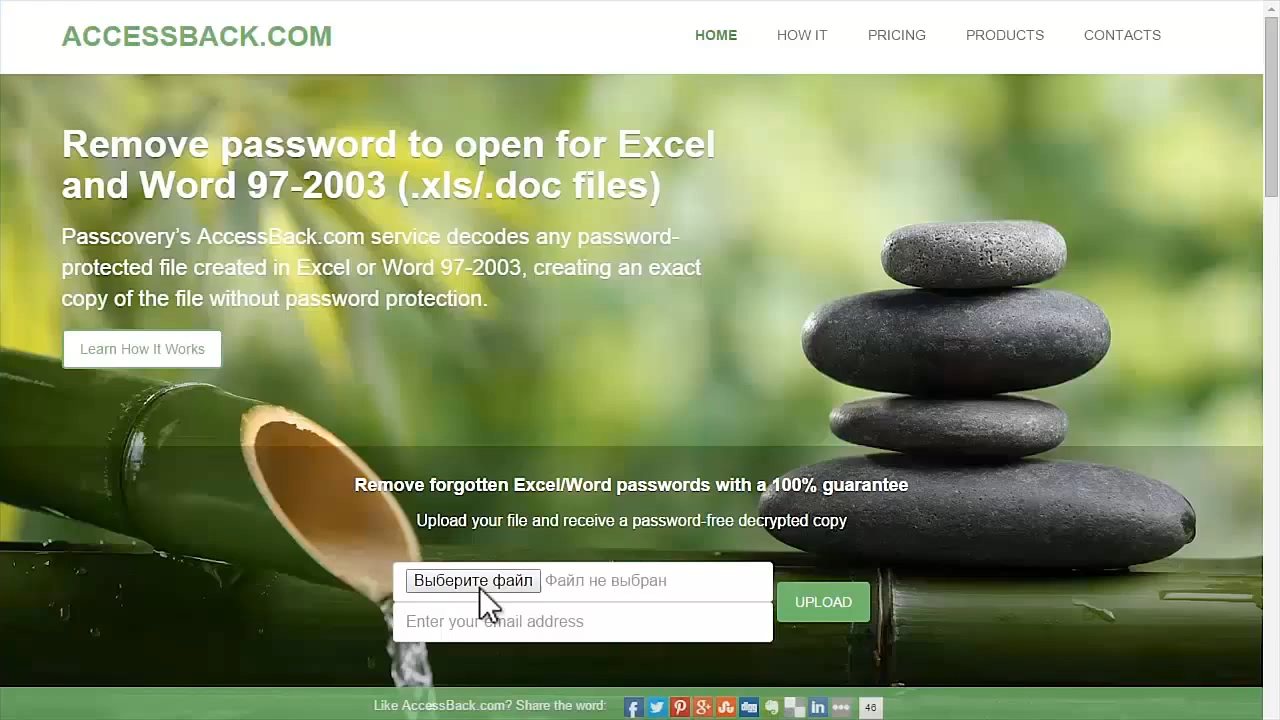 ACCESSBACK.COM
HOME HOW IT PRICING PRODUCTS CONTACTS
Remove password to open for Excel
and Word 97-2003 (.xls/.doc files)
Passcovery's AccessBack.com service decodes any password-
protected file created in Excel or Word 97-2003, creating an exact
copy of the file without password protection.
Learn How It Works
Remove forgotten Excel/Word passwords with a 100% guarantee
Upload your file and receive a password-free decrypted copy
Выберите файл Файл не выбран
Enter your email address
UPLOAD
Like AccessBack.com? Share the word: 46